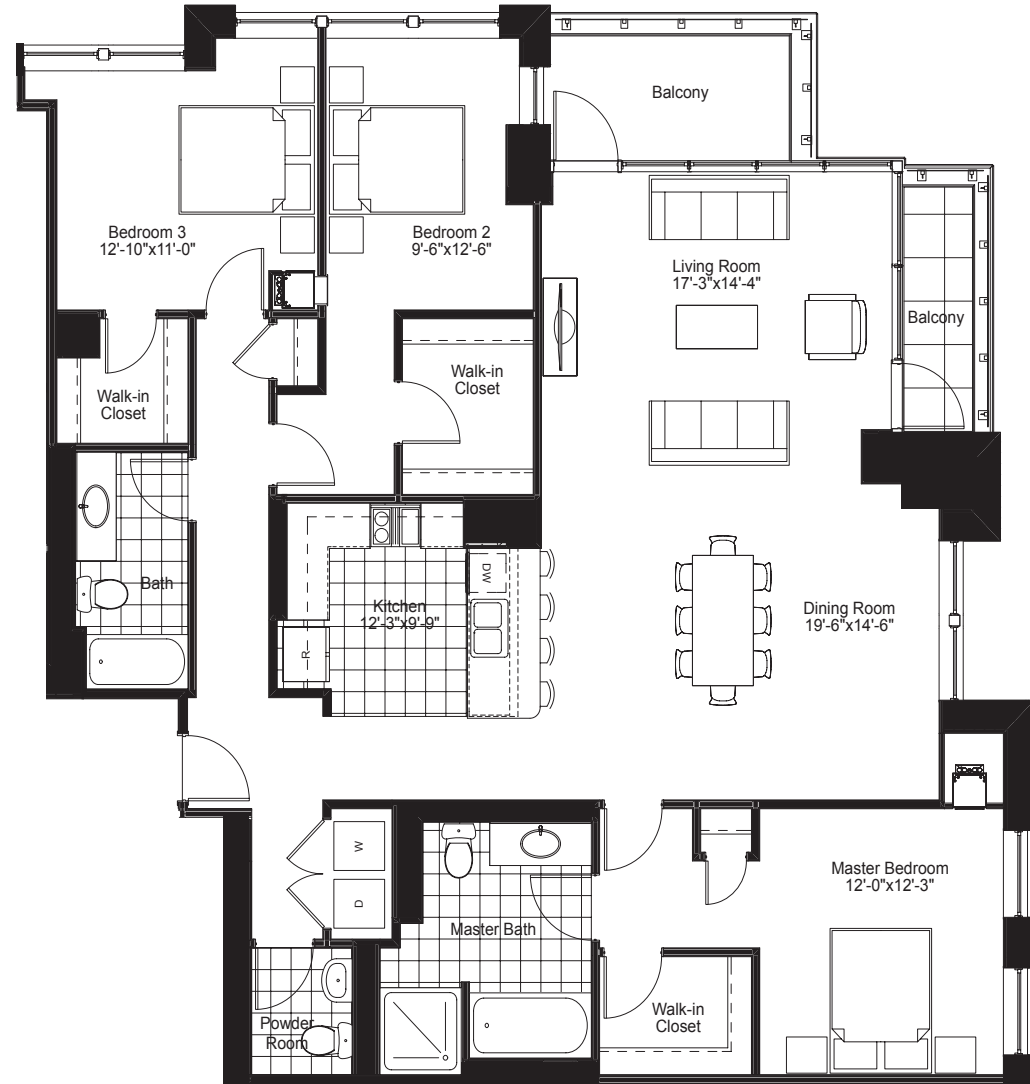 Balcony
Bedroom 3
12'-10"x11'-0"
Bedroom 2
9'-6"x12'-6"
Living Room
17'-3"x14'-4"
Balcony
Walk-in
Closet
Walk-in
Closet
DW
Bath
Kitchen
12'-3"x9'-9"
Dining Room
19'-6"x14'-6"
R
W
Master Bedroom
12'-0"x12'-3"
D
Master Bath
Walk-in
Closet
Powder
Room